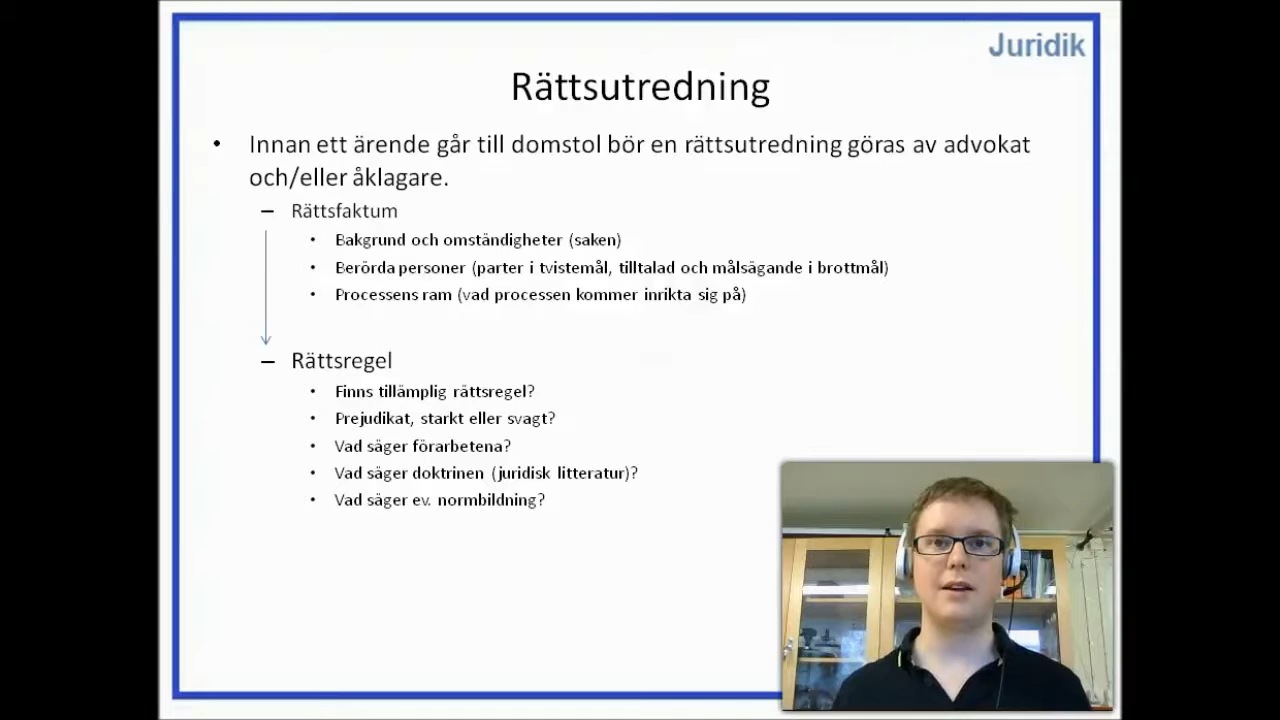 Juridik
Rättsutredning
• Innan ett ärende går till domstol bör en rättsutredning göras av advokat
och/eller åklagare.
– Rättsfaktum
• Bakgrund och omständigheter (saken)
• Berörda personer (parter i tvistemål, tilltalad och målsägande i brottmål)
• Processens ram (vad processen kommer inrikta sig på)
– Rättsregel
• Finns tillämplig rättsregel?
• Prejudikat, starkt eller svagt?
• Vad säger förarbetena?
• Vad säger doktrinen (juridisk litteratur)?
• Vad säger ev. normbildning?